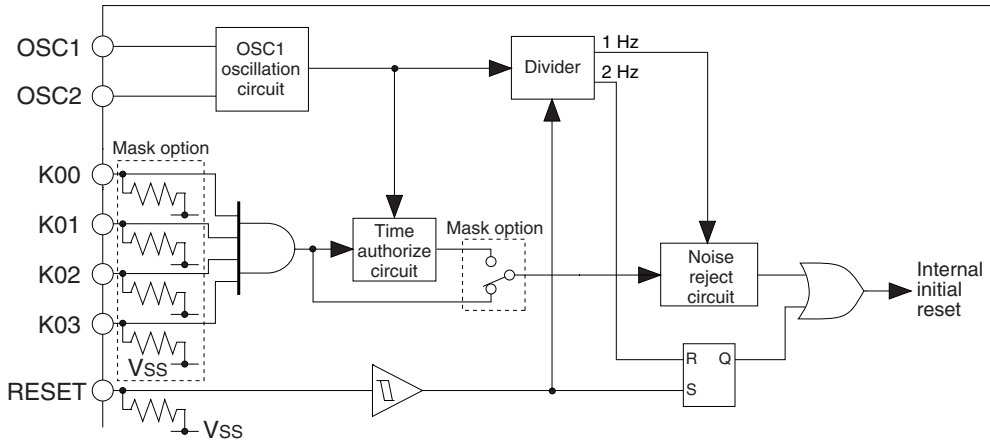 OSC1
OSC2
OSC1
oscillation
circuit
Divider
1 Hz
2 Hz
Mask option
K00
K01
K02
K03
VSS
Time
authorize
circuit
Mask option
Noise
reject
circuit
Internal
initial
reset
R Q
S
RESET
VSS